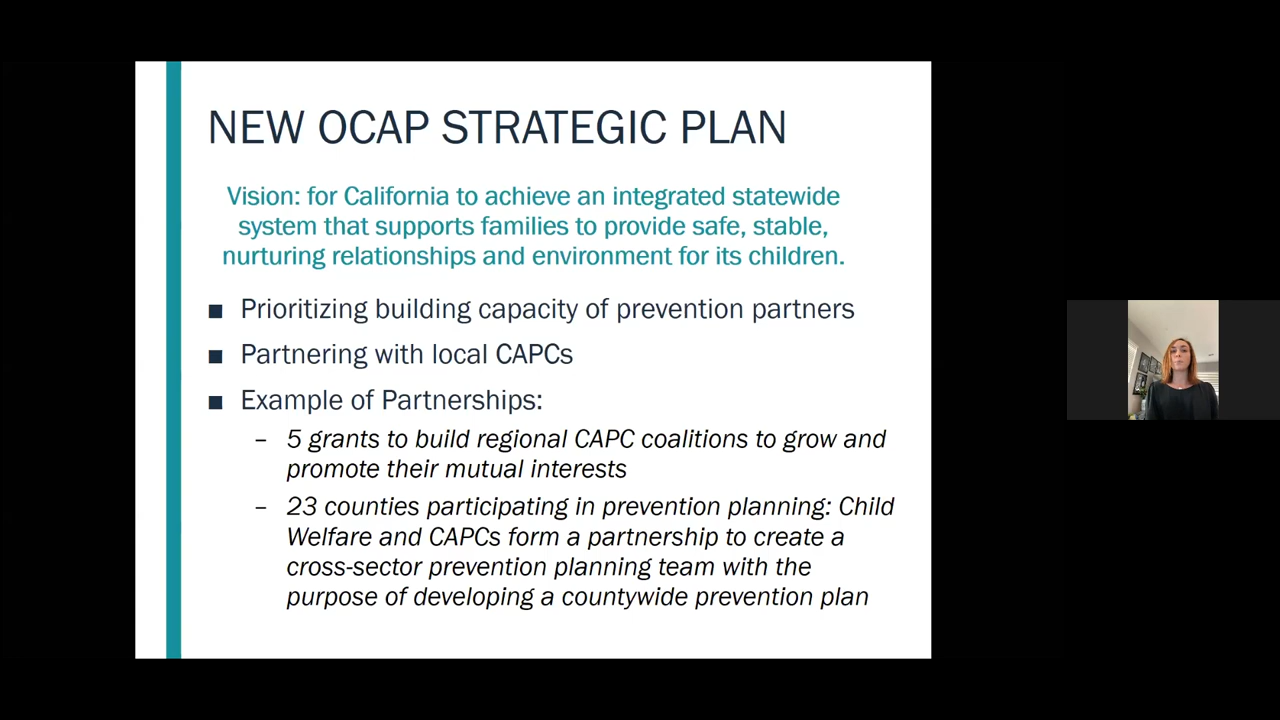 NEW OCAP STRATEGIC PLAN
Vision: for California to achieve an integrated statewide
system that supports families to provide safe, stable,
nurturing relationships and environment for its children.
■ Prioritizing building capacity of prevention partners
■ Partnering with local CAPCs
■ Example of Partnerships:
– 5 grants to build regional CAPC coalitions to grow and
promote their mutual interests
– 23 counties participating in prevention planning: Child
Welfare and CAPCs form a partnership to create a
cross-sector prevention planning team with the
purpose of developing a countywide prevention plan